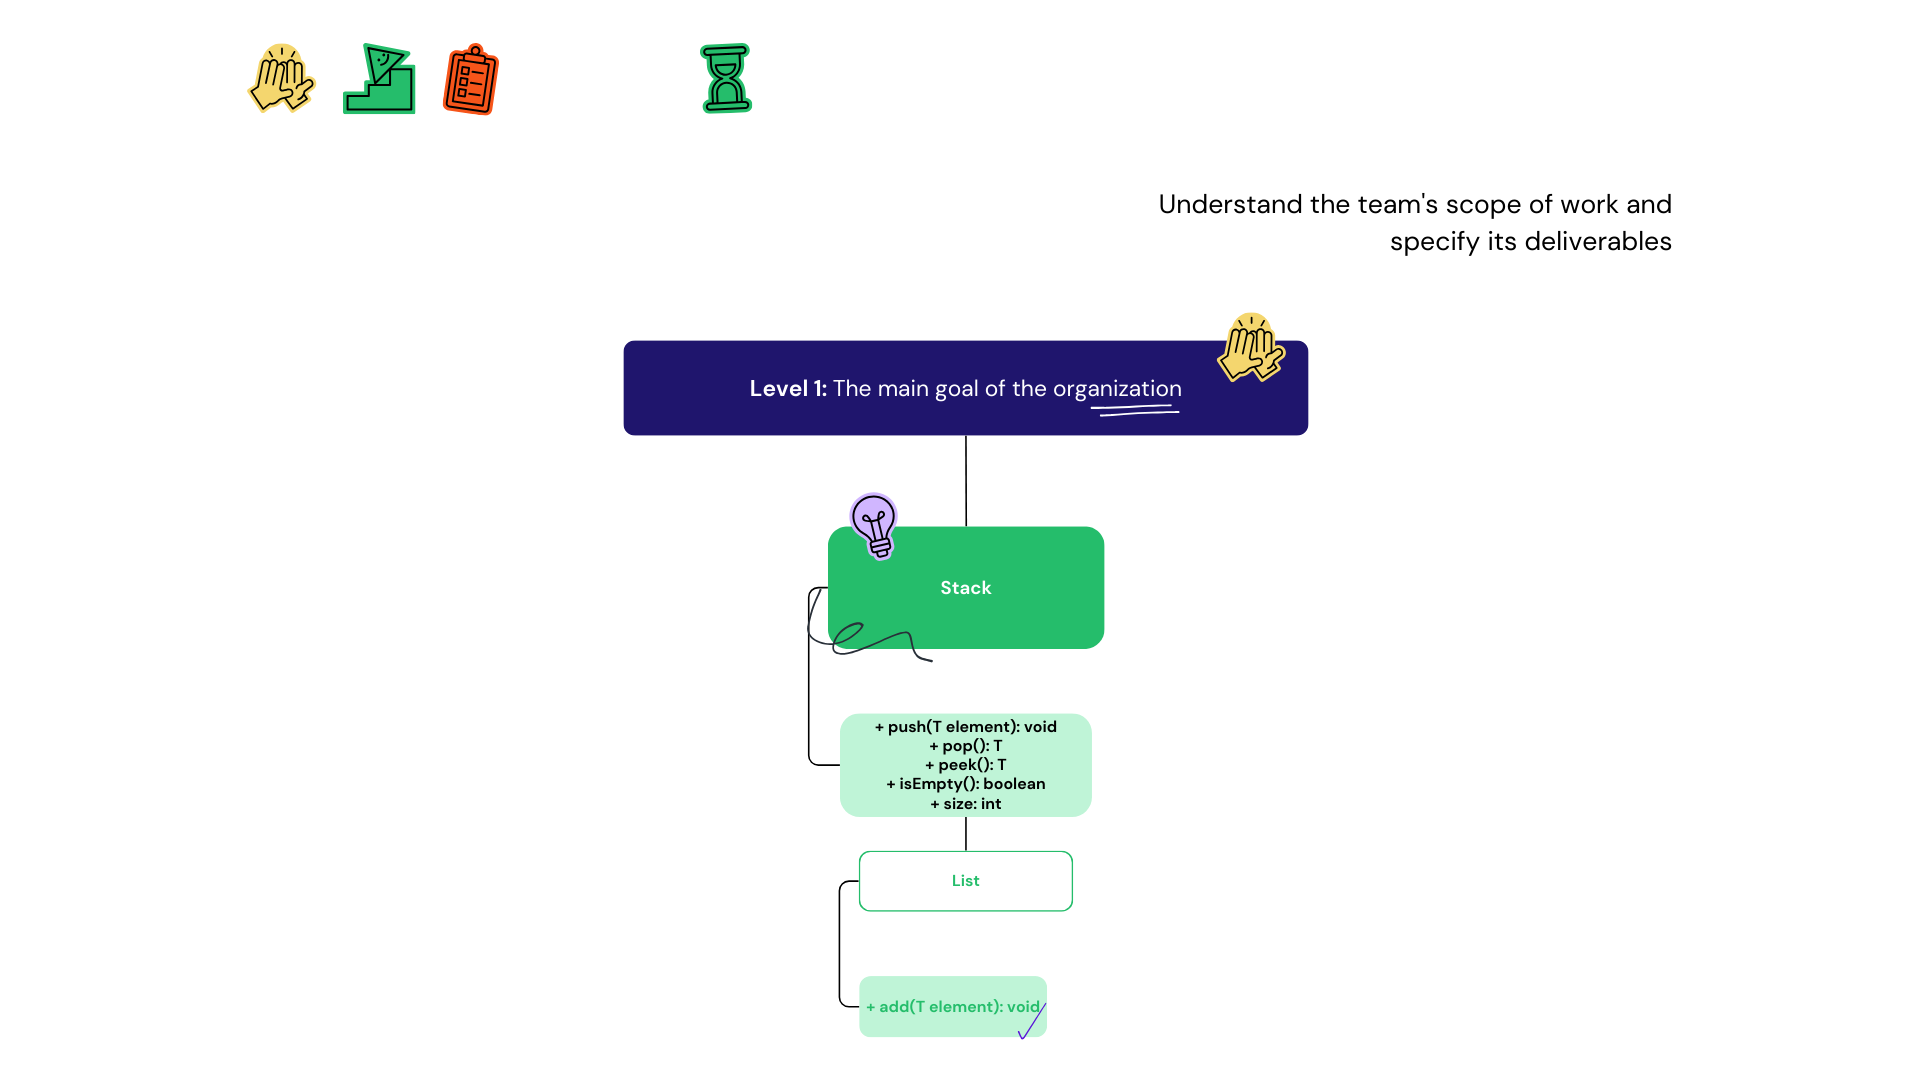 Understand the team's scope of work and
specify its deliverables
Level 1: The main goal of the organization
Stack
+ push(T element): void
+ pop(): T
+ peek(): T
+ isEmpty(): boolean
+ size: int
List
+ add(T element): void